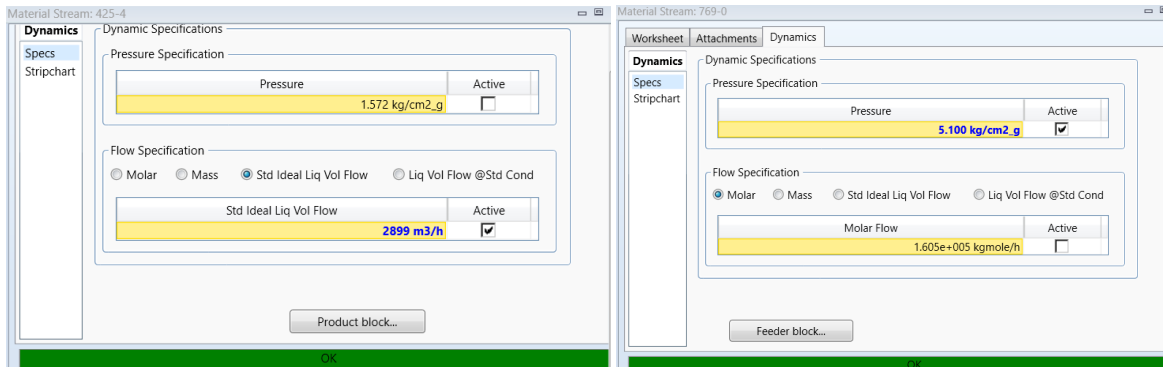 Material Stream: 425-4
Dynamics
Specs
Stripchart
Dynamic Specifications
Pressure Specification
Pressure Active
1.572 kg/cm2_g
Flow Specification
Molar Mass Std Ideal Liq Vol Flow Liq Vol Flow @Std Cond
Std Ideal Liq Vol Flow Active
2899 m3/h
Product block...
OK
Material Stream: 769-0
Worksheet Attachments Dynamics
Dynamics
Specs
Stripchart
Dynamic Specifications
Pressure Specification
Pressure Active
5.100 kg/cm2_g
Flow Specification
Molar Mass Std Ideal Liq Vol Flow Liq Vol Flow @Std Cond
Molar Flow Active
1.605e+005 kgmole/h
Feeder block...
OK